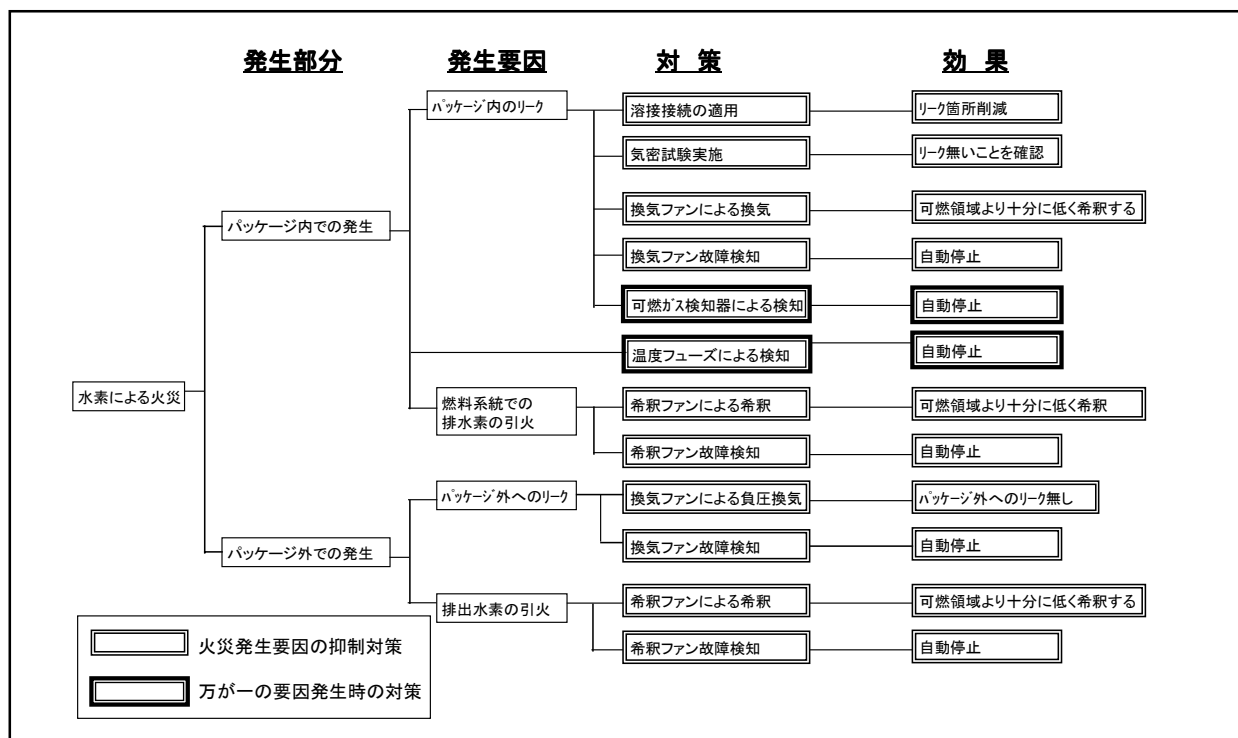 発生部分 発生要因 対 策 効 果
ﾊﾟｯｹｰｼﾞ内のﾘｰｸ 溶接接続の適用 ﾘｰｸ箇所削減
気密試験実施 ﾘｰｸ無いことを確認
換気ファンによる換気 可燃領域より十分に低く希釈する
パッケージ内での発生
換気ファン故障検知 自動停止
可燃ｶﾞｽ検知器による検知 自動停止
温度フューズによる検知 自動停止
水素による火災
燃料系統での
排水素の引火
希釈ファンによる希釈 可燃領域より十分に低く希釈
希釈ファン故障検知 自動停止
ﾊﾟｯｹｰｼﾞ外へのﾘｰｸ 換気ファンによる負圧換気 ﾊﾟｯｹｰｼﾞ外へのﾘｰｸ無し
パッケージ外での発生
換気ファン故障検知 自動停止
排出水素の引火 希釈ファンによる希釈 可燃領域より十分に低く希釈する
希釈ファン故障検知 自動停止
火災発生要因の抑制対策
万が一の要因発生時の対策